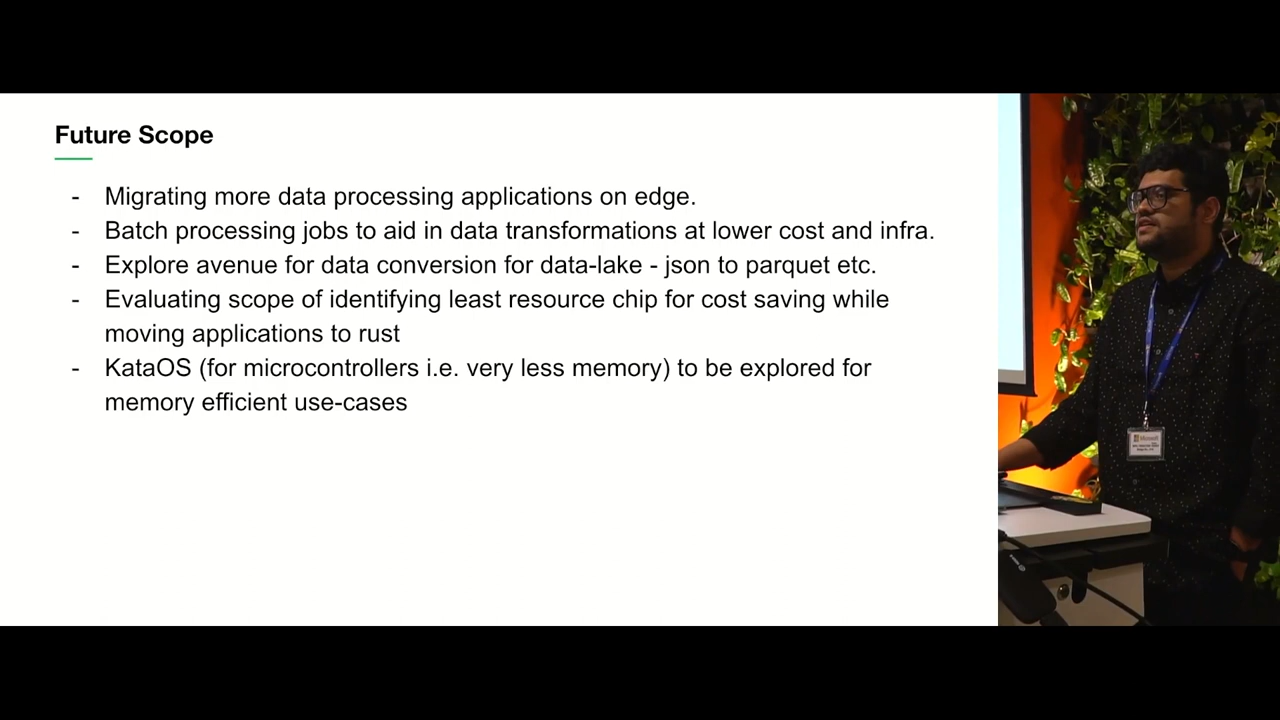 Future Scope
- Migrating more data processing applications on edge.
- Batch processing jobs to aid in data transformations at lower cost and infra.
- Explore avenue for data conversion for data-lake - json to parquet etc.
- Evaluating scope of identifying least resource chip for cost saving while
moving applications to rust
- KataOS (for microcontrollers i.e. very less memory) to be explored for
memory efficient use-cases
Microsoft